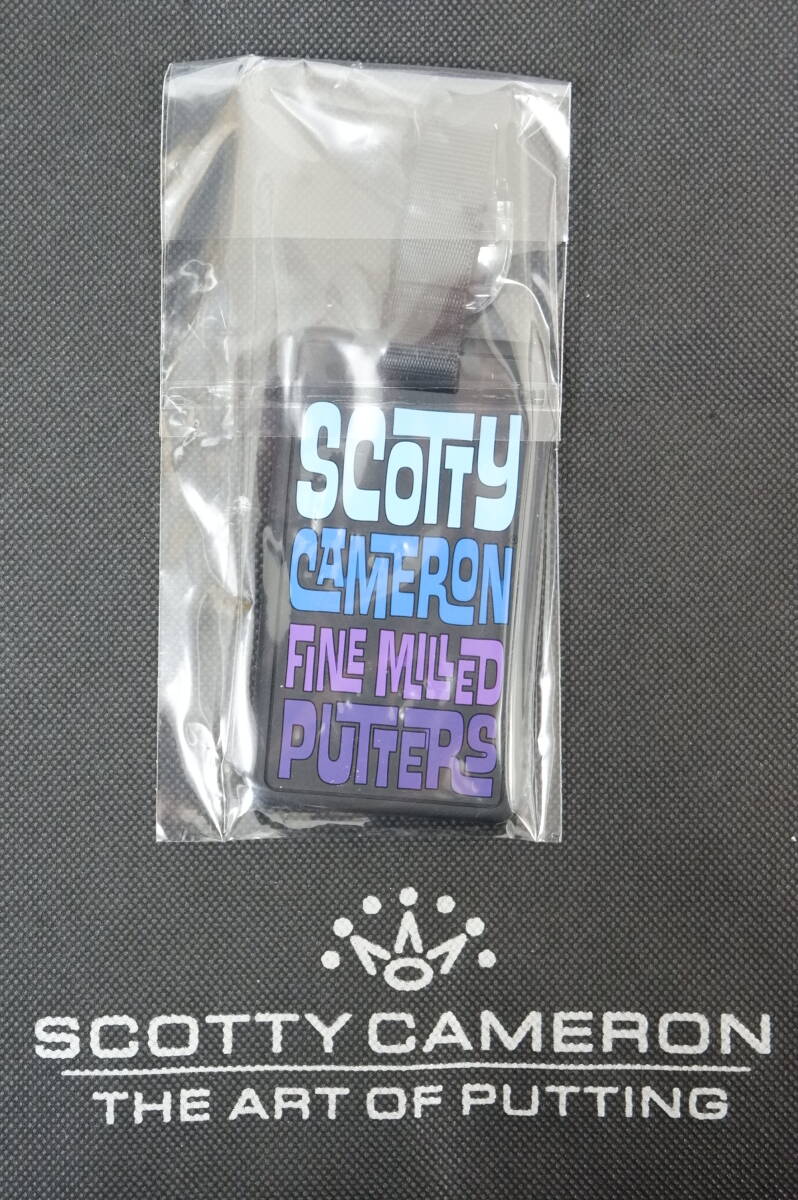 SCOTTY
CAMERON
FINE MILLED
PUTTERS
SCOTTY CAMERON
THE ART OF PUTTING